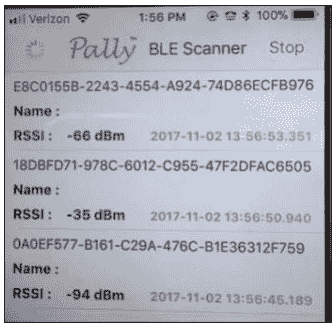 Verizon 1:56 PM 100%
Pally™ BLE Scanner Stop
E8C0155B-2243-4554-A924-74D86ECFB976
Name :
RSSI : -66 dBm 2017-11-02 13:56:53.351
18DBFD71-978C-6012-C955-47F2DFAC6505
Name :
RSSI : -35 dBm 2017-11-02 13:56:50.940
0A0EF577-B161-C29A-476C-B1E36312F759
Name :
RSSI : -94 dBm 2017-11-02 13:56:45.189